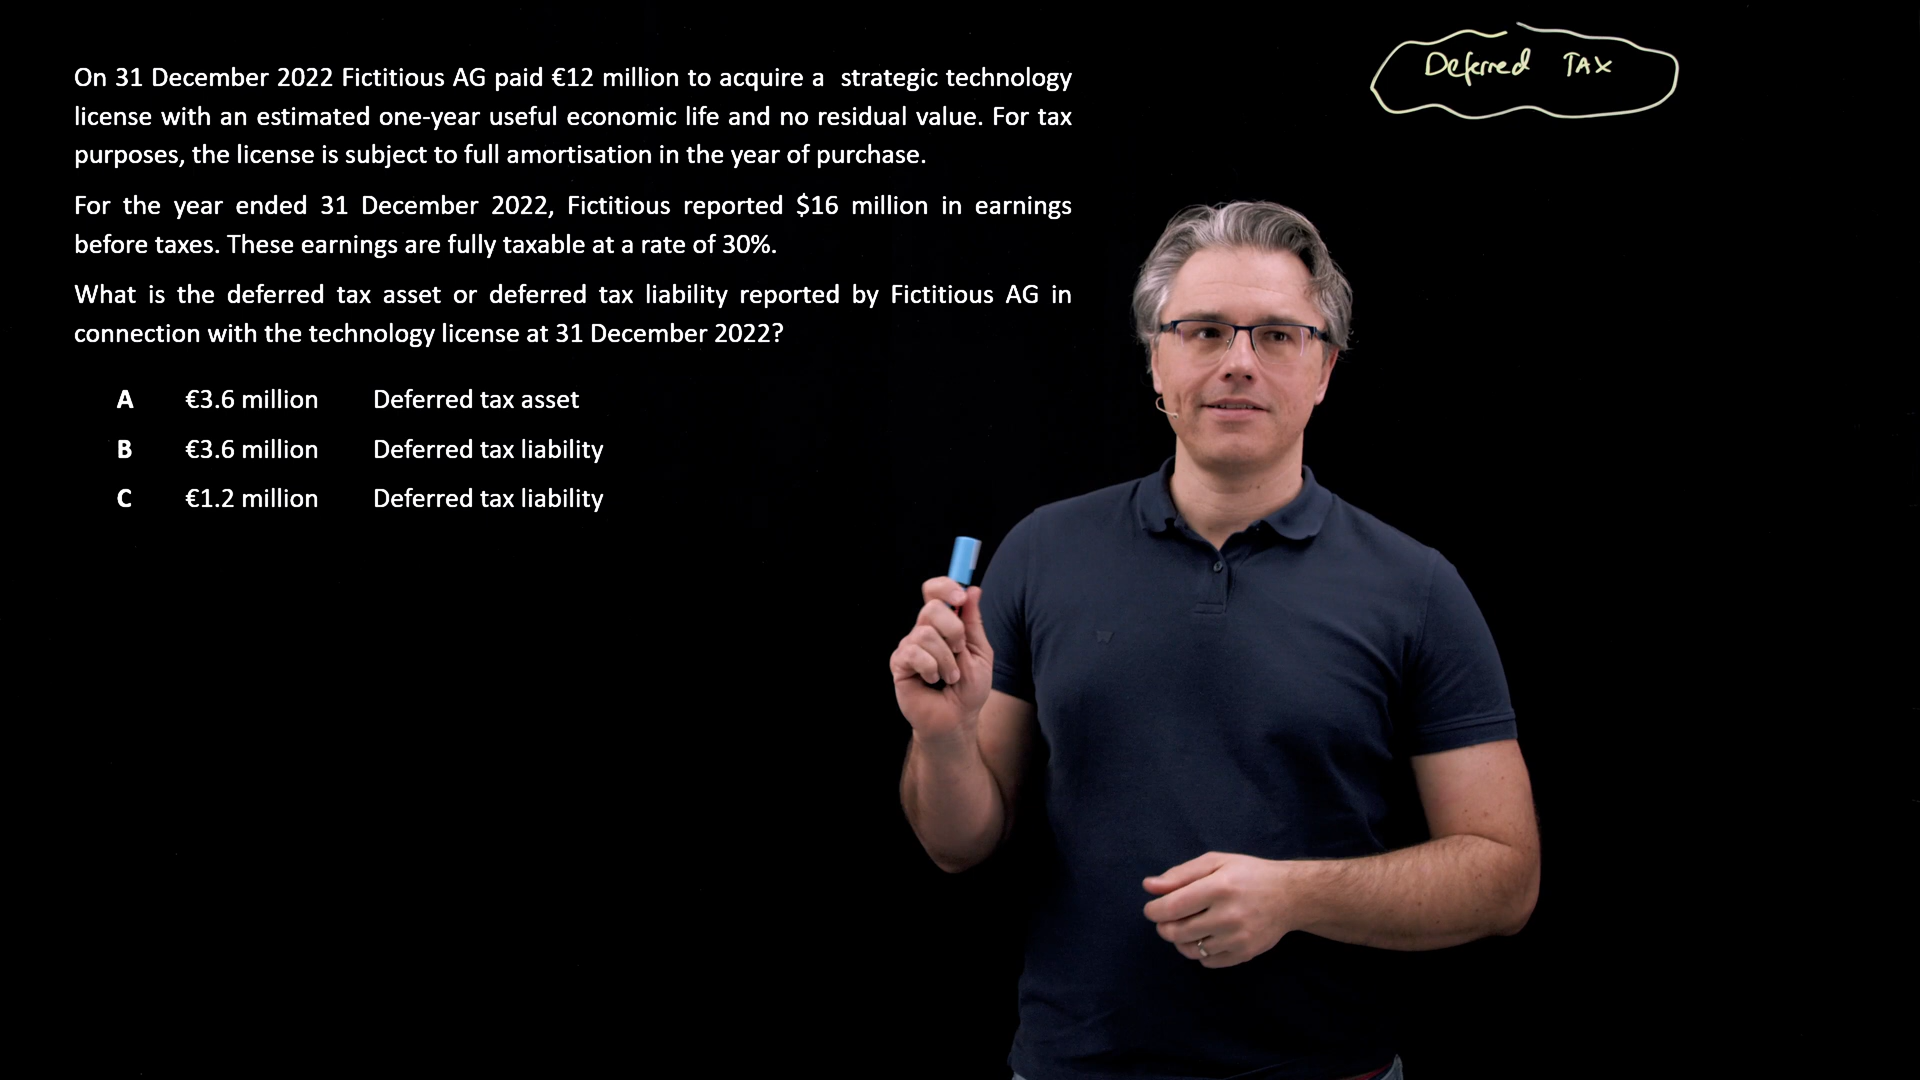 Deferred TAX
On 31 December 2022 Fictitious AG paid €12 million to acquire a strategic technology
license with an estimated one-year useful economic life and no residual value. For tax
purposes, the license is subject to full amortisation in the year of purchase.
For the year ended 31 December 2022, Fictitious reported $16 million in earnings
before taxes. These earnings are fully taxable at a rate of 30%.
What is the deferred tax asset or deferred tax liability reported by Fictitious AG in
connection with the technology license at 31 December 2022?
A €3.6 million Deferred tax asset
B €3.6 million Deferred tax liability
C €1.2 million Deferred tax liability